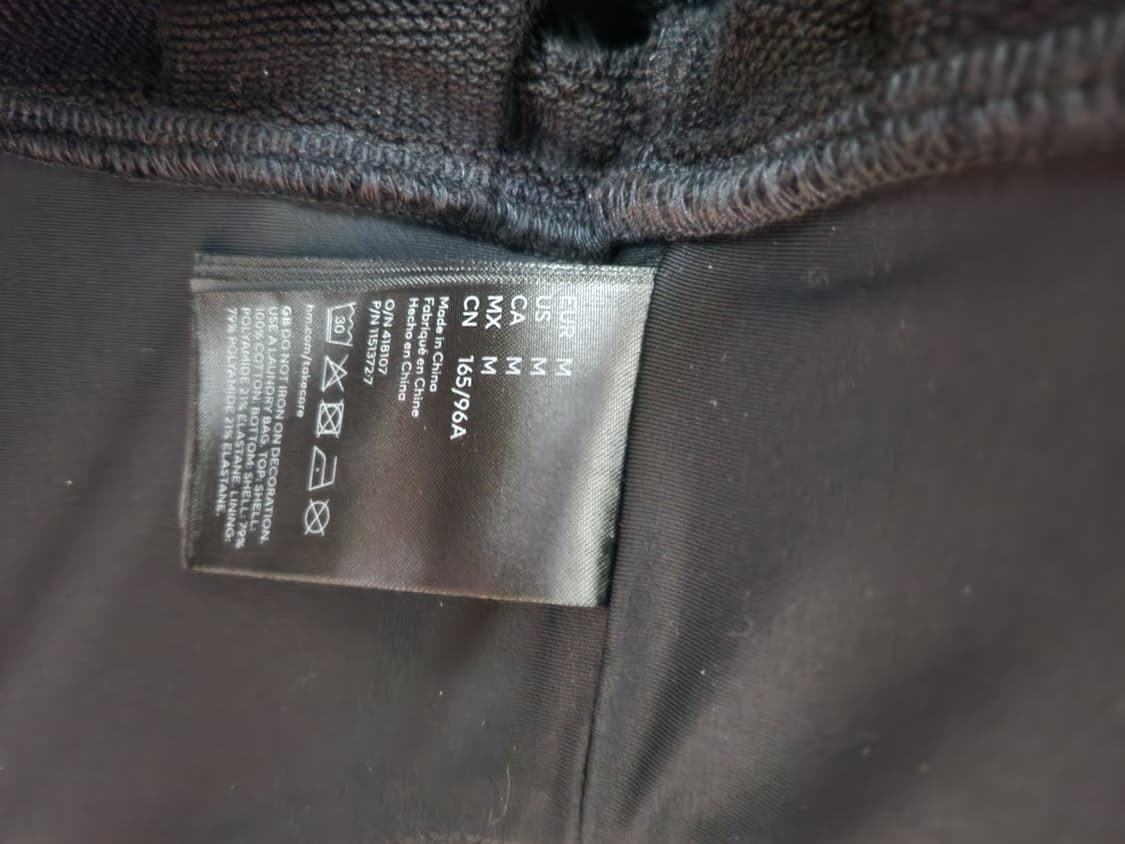 EUR M
US M
CA M
MX M
CN 165/96A
Made in China
Fabriqué en Chine
Hecho en China
O/N 418107
P/N 1151372-7
30
hm.com/takecare
GB DO NOT IRON ON DECORATION.
USE A LAUNDRY BAG. TOP: SHELL:
100% COTTON. BOTTOM: SHELL: 79%
POLYAMIDE 21% ELASTANE. LINING:
79% POLYAMIDE 21% ELASTANE.